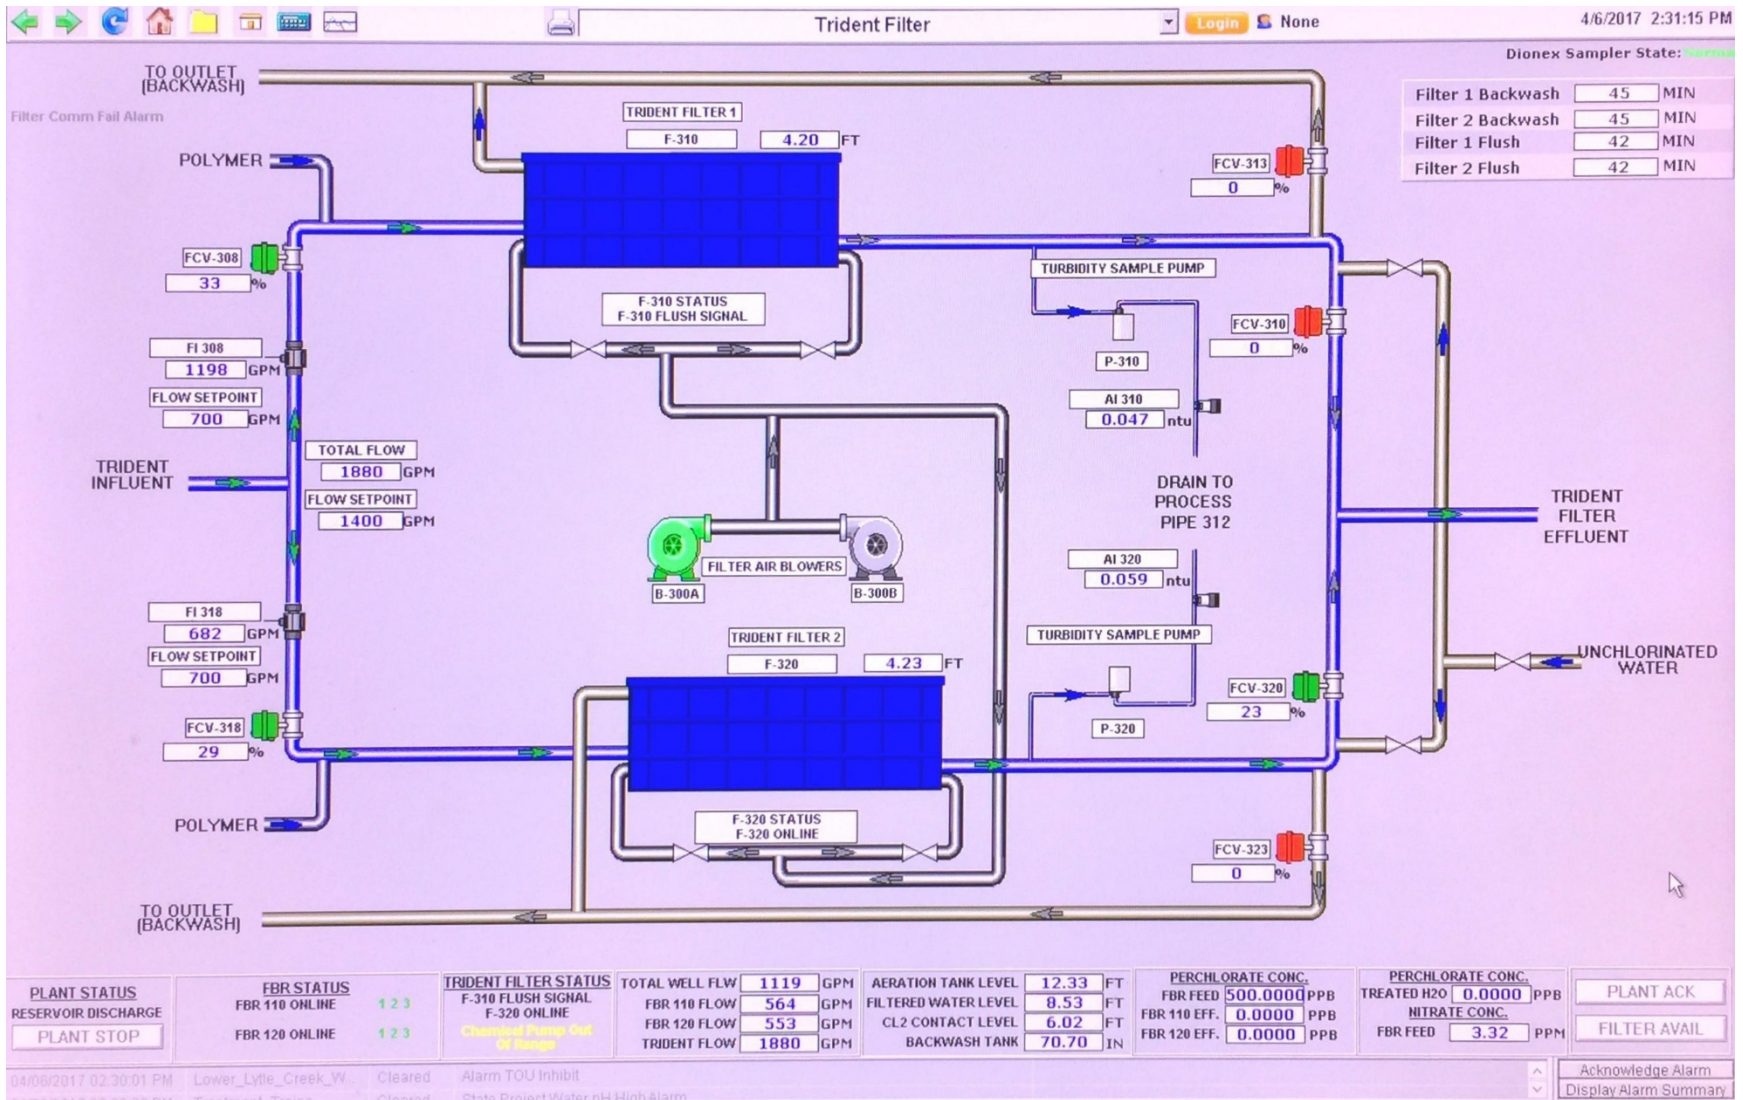 Trident Filter
Login
None
4/6/2017 2:31:15 PM
Dionex Sampler State:
TO OUTLET
(BACKWASH)
Filter Comm Fail Alarm
TRIDENT FILTER 1
F-310
4.20 FT
Filter 1 Backwash 45 MIN
Filter 2 Backwash 45 MIN
Filter 1 Flush 42 MIN
Filter 2 Flush 42 MIN
POLYMER
FCV-313
0 %
FCV-308
33 %
TURBIDITY SAMPLE PUMP
F-310 STATUS
F-310 FLUSH SIGNAL
FCV-310
0 %
P-310
FI 308
1198 GPM
FLOW SETPOINT
700 GPM
AI 310
0.047 ntu
TOTAL FLOW
1880 GPM
FLOW SETPOINT
1400 GPM
TRIDENT
INFLUENT
DRAIN TO
PROCESS
PIPE 312
TRIDENT
FILTER
EFFLUENT
FILTER AIR BLOWERS
B-300A
B-300B
AI 320
0.059 ntu
FI 318
682 GPM
FLOW SETPOINT
700 GPM
TRIDENT FILTER 2
F-320
4.23 FT
TURBIDITY SAMPLE PUMP
UNCHLORINATED
WATER
FCV-320
23 %
P-320
FCV-318
29 %
POLYMER
F-320 STATUS
F-320 ONLINE
FCV-323
0 %
TO OUTLET
(BACKWASH)
PLANT STATUS
RESERVOIR DISCHARGE
PLANT STOP
FBR STATUS
FBR 110 ONLINE 1 2 3
FBR 120 ONLINE 1 2 3
TRIDENT FILTER STATUS
F-310 FLUSH SIGNAL
F-320 ONLINE
Chemical Pump Out
Of Range
TOTAL WELL FLW 1119 GPM
FBR 110 FLOW 564 GPM
FBR 120 FLOW 553 GPM
TRIDENT FLOW 1880 GPM
AERATION TANK LEVEL 12.33 FT
FILTERED WATER LEVEL 8.53 FT
CL2 CONTACT LEVEL 6.02 FT
BACKWASH TANK 70.70 IN
PERCHLORATE CONC.
FBR FEED 500.0000 PPB
FBR 110 EFF. 0.0000 PPB
FBR 120 EFF. 0.0000 PPB
PERCHLORATE CONC.
TREATED H2O 0.0000 PPB
NITRATE CONC.
FBR FEED 3.32 PPM
PLANT ACK
FILTER AVAIL
04/06/2017 02:30:01 PM Lower_Lytle_Creek_W... Cleared Alarm TOU Inhibit
State Project Water pH High Alarm
Acknowledge Alarm
Display Alarm Summary